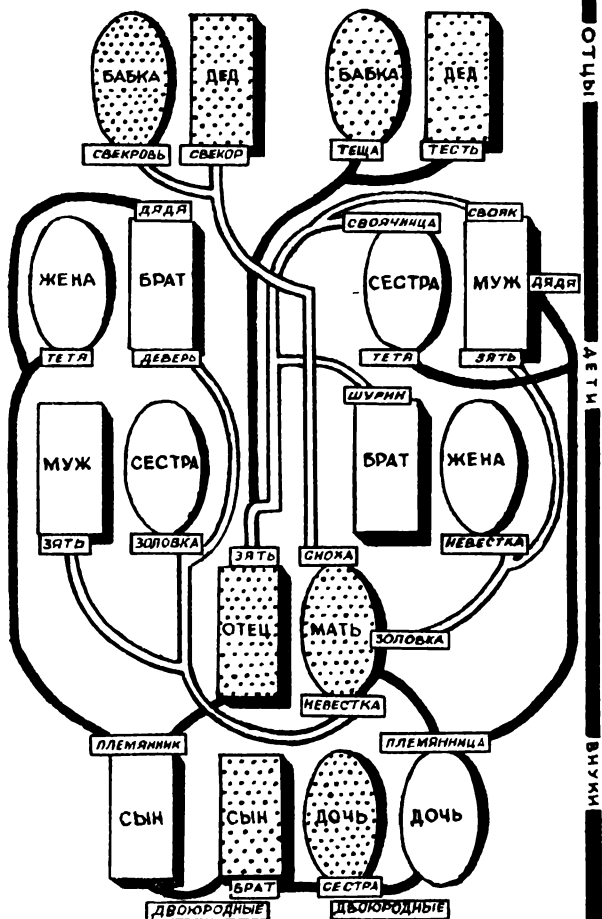 БАБКА
ДЕД
БАБКА
ДЕД
ОТЦЫ
СВЕКРОВЬ
СВЕКОР
ТЕЩА
ТЕСТЬ
ДЯДЯ
СВОЯЧНИЦА
СВОЯК
ЖЕНА
БРАТ
СЕСТРА
МУЖ
ДЯДЯ
ТЕТЯ
ДЕВЕРЬ
ТЕТЯ
ЗЯТЬ
ДЕТИ
ШУРИН
МУЖ
СЕСТРА
БРАТ
ЖЕНА
ЗЯТЬ
ЗОЛОВКА
НЕВЕСТКА
ЗЯТЬ
СНОХА
ОТЕЦ
МАТЬ
ЗОЛОВКА
НЕВЕСТКА
ПЛЕМЯННИК
ПЛЕМЯННИЦА
ВНУКИ
СЫН
СЫН
ДОЧЬ
ДОЧЬ
БРАТ
СЕСТРА
ДВОЮРОДНЫЕ
ДВОЮРОДНЫЕ